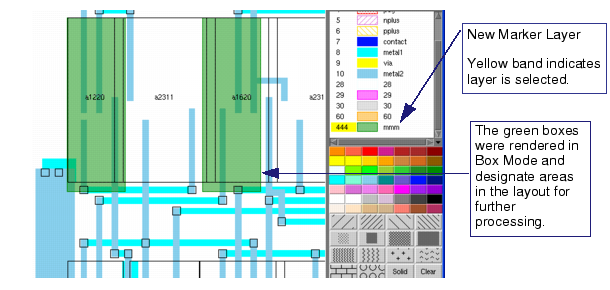 5 nplus
6 pplus
7 contact
8 metal1
9 via
10 metal2
28 28
29 29
30 30
60 60
444 mmm
a1220
a2311
a1620
a231
Solid
Clear
New Marker Layer
Yellow band indicates
layer is selected.
The green boxes
were rendered in
Box Mode and
designate areas
in the layout for
further
processing.